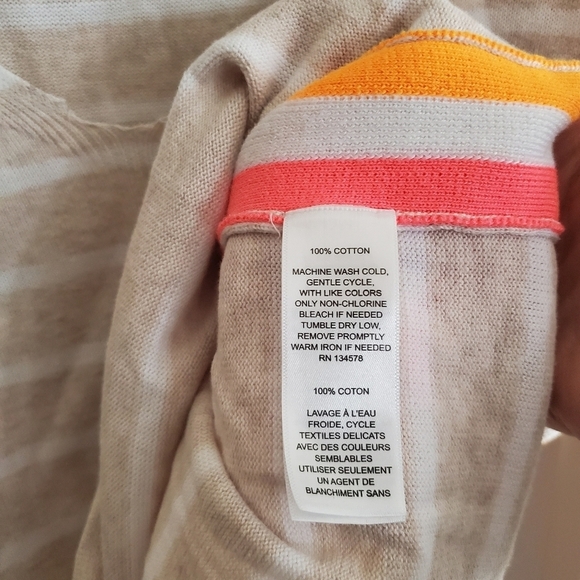 100% COTTON
MACHINE WASH COLD,
GENTLE CYCLE,
WITH LIKE COLORS
ONLY NON-CHLORINE
BLEACH IF NEEDED
TUMBLE DRY LOW,
REMOVE PROMPTLY
WARM IRON IF NEEDED
RN 134578
100% COTON
LAVAGE À L'EAU
FROIDE, CYCLE
TEXTILES DELICATS
AVEC DES COULEURS
SEMBLABLES
UTILISER SEULEMENT
UN AGENT DE
BLANCHIMENT SANS